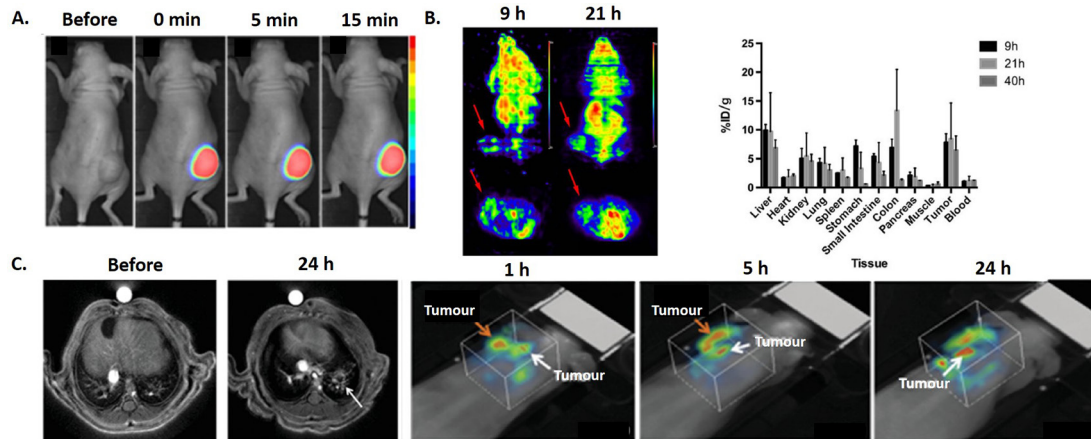 A.
Before 0 min 5 min 15 min
B.
9 h 21 h
%ID/g
25
20
15
10
5
0
9h
21h
40h
Liver
Heart
Kidney
Lung
Spleen
Stomach
Small Intestine
Colon
Pancreas
Muscle
Tumor
Blood
Tissue
C.
Before 24 h 1 h 5 h 24 h
Tumour
Tumour
Tumour
Tumour
Tumour